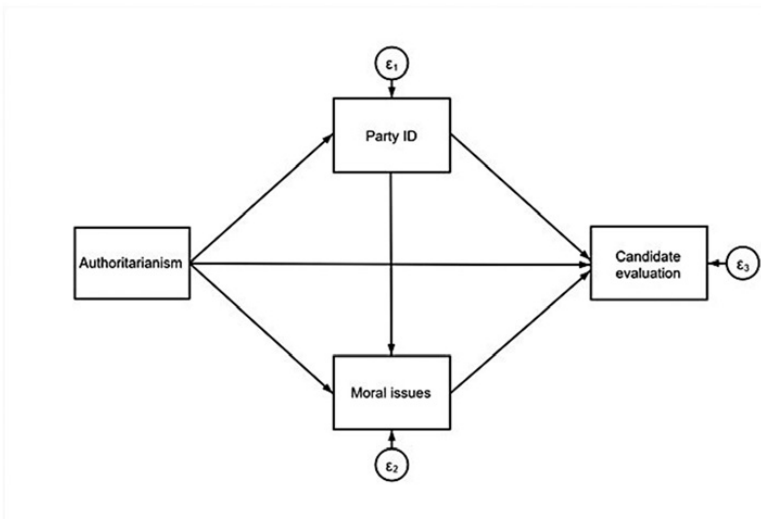 ε₁
Party ID
Authoritarianism
Candidate
evaluation
ε₃
Moral issues
ε₂